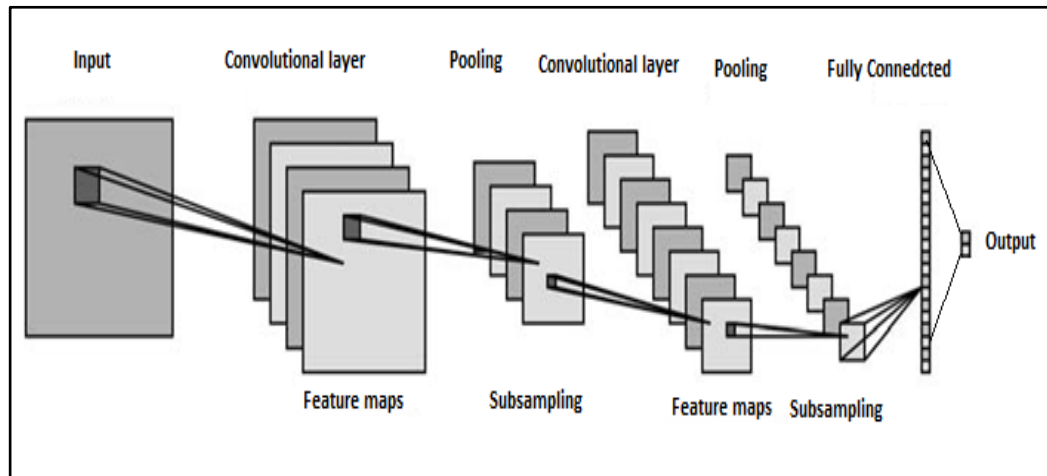 Input
Convolutional layer
Pooling
Convolutional layer
Pooling
Fully Connedcted
Output
Feature maps
Subsampling
Feature maps
Subsampling